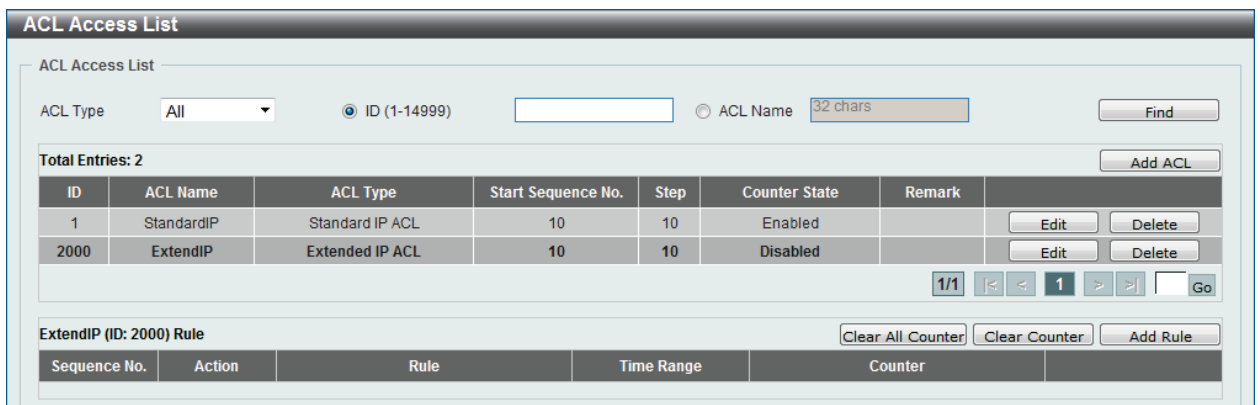 ACL Access List
ACL Access List
ACL Type All ID (1-14999) ACL Name 32 chars Find
Total Entries: 2 Add ACL
ID ACL Name ACL Type Start Sequence No. Step Counter State Remark
1 StandardIP Standard IP ACL 10 10 Enabled Edit Delete
2000 ExtendIP Extended IP ACL 10 10 Disabled Edit Delete
1/1 |< < 1 > >| Go
ExtendIP (ID: 2000) Rule Clear All Counter Clear Counter Add Rule
Sequence No. Action Rule Time Range Counter